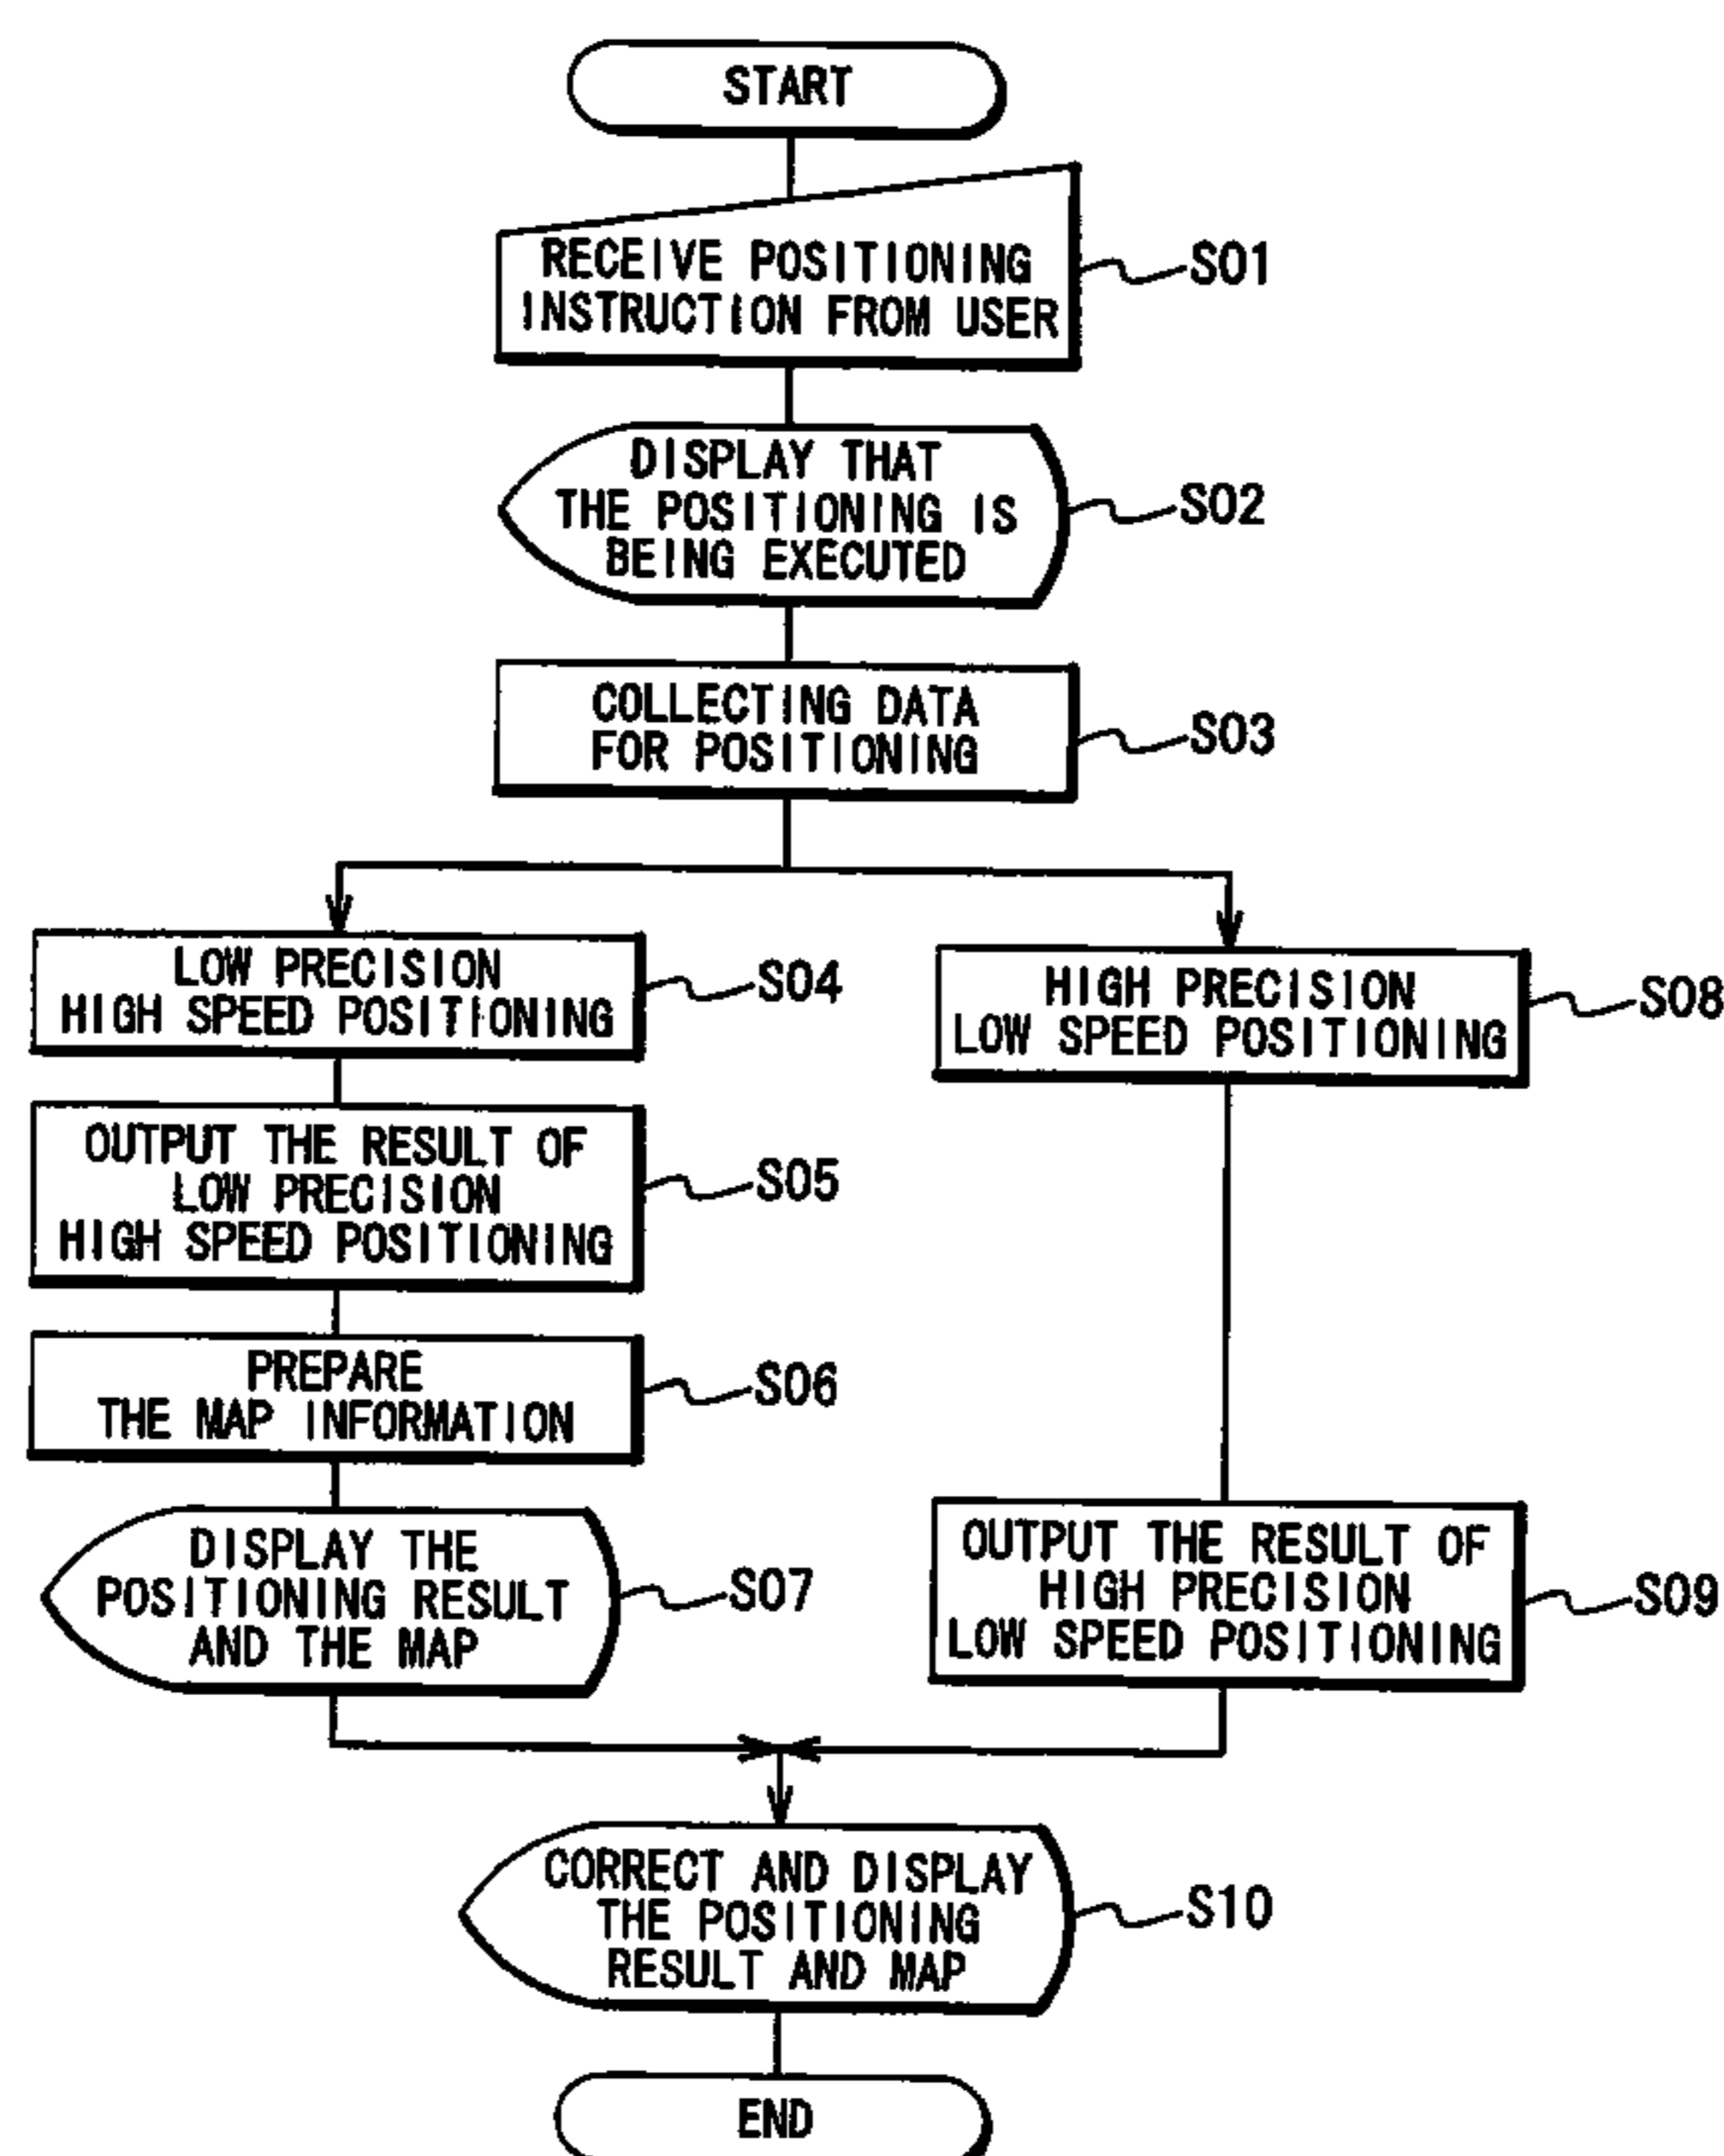 START
RECEIVE POSITIONING
INSTRUCTION FROM USER
S01
DISPLAY THAT
THE POSITIONING IS
BEING EXECUTED
S02
COLLECTING DATA
FOR POSITIONING
S03
LOW PRECISION
HIGH SPEED POSITIONING
S04
HIGH PRECISION
LOW SPEED POSITIONING
S08
OUTPUT THE RESULT OF
LOW PRECISION
HIGH SPEED POSITIONING
S05
PREPARE
THE MAP INFORMATION
S06
DISPLAY THE
POSITIONING RESULT
AND THE MAP
S07
OUTPUT THE RESULT OF
HIGH PRECISION
LOW SPEED POSITIONING
S09
CORRECT AND DISPLAY
THE POSITIONING
RESULT AND MAP
S10
END